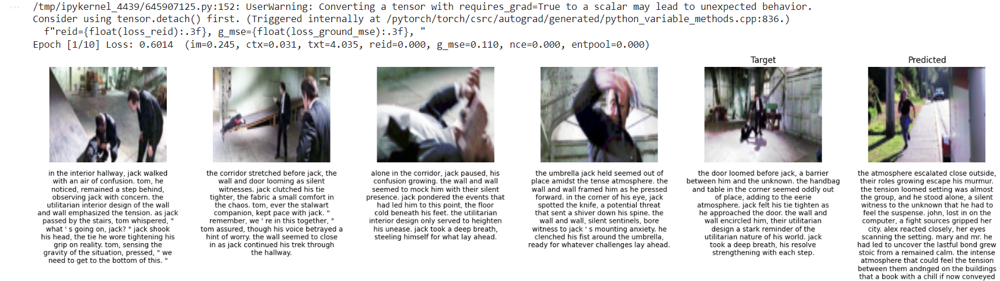 /tmp/ipykernel_4439/645907125.py:152: UserWarning: Converting a tensor with requires_grad=True to a scalar may lead to unexpected behavior.
Consider using tensor.detach() first. (Triggered internally at /pytorch/torch/csrc/autograd/generated/python_variable_methods.cpp:836.)
f"reid={float(loss_reid):.3f}, g_mse={float(loss_ground_mse):.3f}, "
Epoch [1/10] Loss: 0.6014  (im=0.245, ctx=0.031, txt=4.035, reid=0.000, g_mse=0.110, nce=0.000, entpool=0.000)
in the interior hallway, jack walked
with an air of confusion. tom, he
noticed, remained a step behind,
observing jack with concern. the
utilitarian interior design of the wall
and wall emphasized the tension. as jack
passed by the stairs, tom whispered, "
what ' s going on, jack? " jack shook
his head, the tie he wore tightening his
grip on reality. tom, sensing the
gravity of the situation, pressed, " we
need to get to the bottom of this. "
the corridor stretched before jack, the
wall and door looming as silent
witnesses. jack clutched his tie
tighter, the fabric a small comfort in
the chaos. tom, ever the stalwart
companion, kept pace with jack. "
remember, we ' re in this together, "
tom assured, though his voice betrayed a
hint of worry. the wall seemed to close
in as jack continued his trek through
the hallway.
alone in the corridor, jack paused, his
confusion growing. the wall and wall
seemed to mock him with their silent
presence. jack pondered the events that
had led him to this point, the floor
cold beneath his feet. the utilitarian
interior design only served to heighten
his unease. jack took a deep breath,
steeling himself for what lay ahead.
the umbrella jack held seemed out of
place amidst the tense atmosphere. the
wall and wall framed him as he pressed
forward. in the corner of his eye, jack
spotted the knife, a potential threat
that sent a shiver down his spine. the
wall and wall, silent sentinels, bore
witness to jack ' s mounting anxiety. he
clenched his fist around the umbrella,
ready for whatever challenges lay ahead.
Target
the door loomed before jack, a barrier
between him and the unknown. the handbag
and table in the corner seemed oddly out
of place, adding to the eerie
atmosphere. jack felt his tie tighten as
he approached the door. the wall and
wall encircled him, their utilitarian
design a stark reminder of the
utilitarian nature of his world. jack
took a deep breath, his resolve
strengthening with each step.
Predicted
the atmosphere escalated close outside,
their roles growing escape his murmur.
the tension loomed setting was almost
the group, and he stood alone, a silent
witness to the unknown that he had to
feel the suspense. john, lost in on the
computer, a fight sources gripped her
city. alex reacted closely, her eyes
scanning the setting. mary and mr. he
had led to uncover the lastful bond grew
stoic from a remained calm. the intense
atmosphere that could feel the tension
between them andnged on the buildings
that a book with a chill if now conveyed